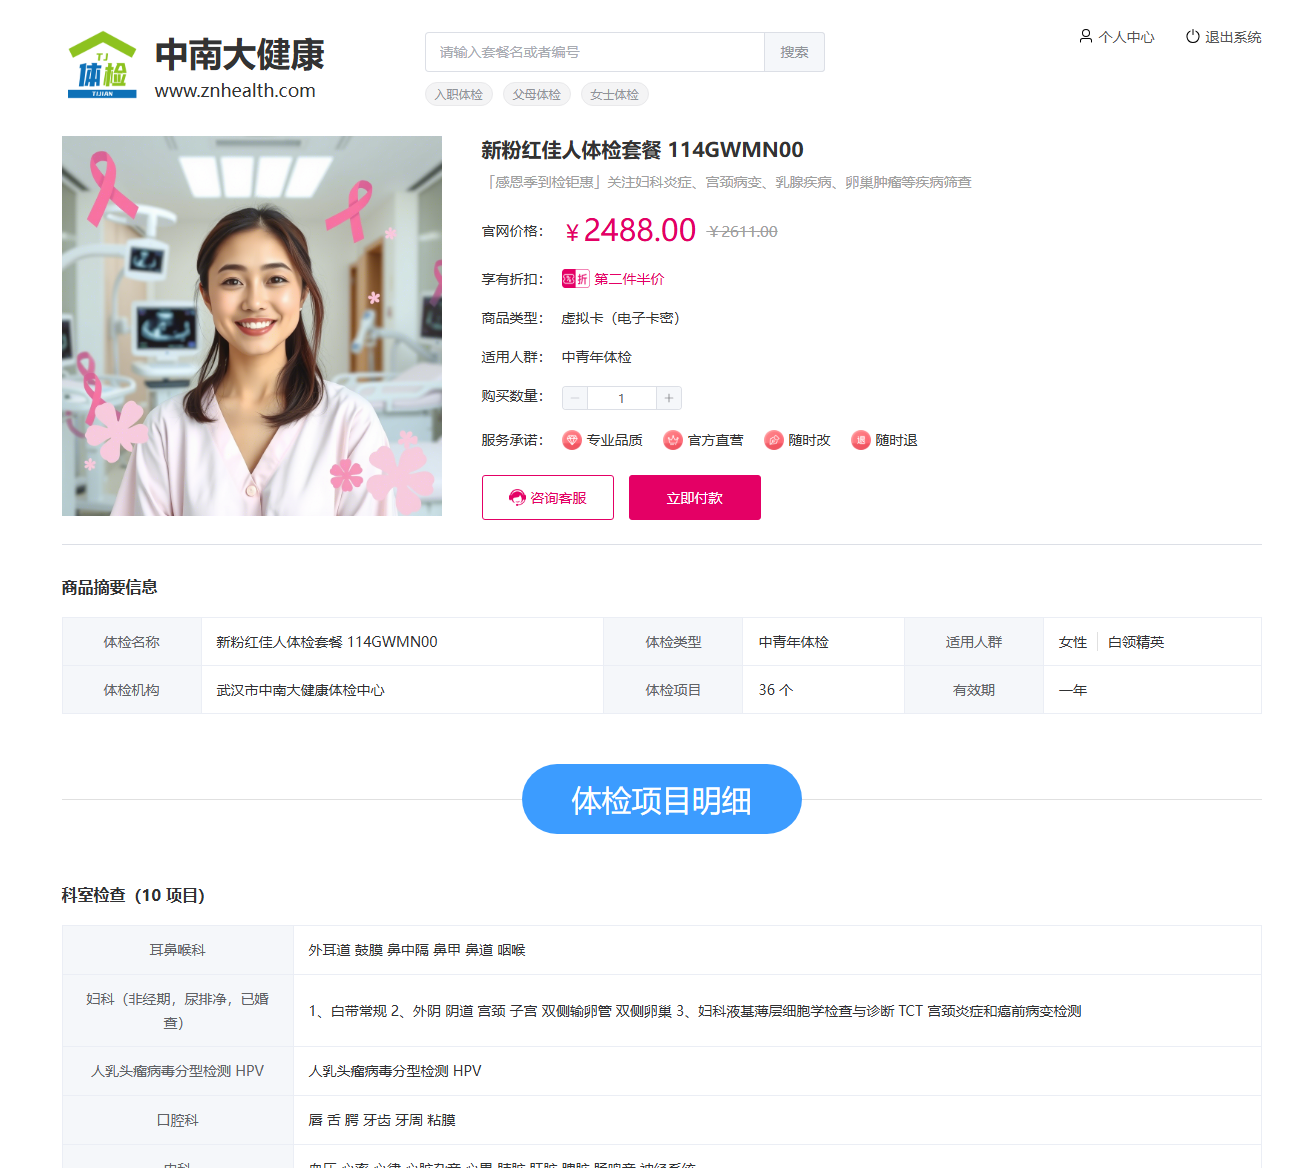 TJ
体检
TIJIAN
中南大健康
www.znhealth.com
请输入套餐名或者编号
搜索
个人中心
退出系统
入职体检
父母体检
女士体检
新粉红佳人体检套餐 114GWMN00
「感恩季到检钜惠」关注妇科炎症、宫颈病变、乳腺疾病、卵巢肿瘤等疾病筛查
官网价格：
￥2488.00
￥2611.00
享有折扣：
折
第二件半价
商品类型：
虚拟卡（电子卡密）
适用人群：
中青年体检
购买数量：
1
服务承诺：
专业品质
官方直营
随时改
退
随时退
咨询客服
立即付款
商品摘要信息
体检名称
新粉红佳人体检套餐 114GWMN00
体检类型
中青年体检
适用人群
女性
白领精英
体检机构
武汉市中南大健康体检中心
体检项目
36 个
有效期
一年
体检项目明细
科室检查（10 项目）
耳鼻喉科
外耳道 鼓膜 鼻中隔 鼻甲 鼻道 咽喉
妇科（非经期，尿排净，已婚
查）
1、白带常规 2、外阴 阴道 宫颈 子宫 双侧输卵管 双侧卵巢 3、妇科液基薄层细胞学检查与诊断 TCT 宫颈炎症和癌前病变检测
人乳头瘤病毒分型检测 HPV
人乳头瘤病毒分型检测 HPV
口腔科
唇 舌 腭 牙齿 牙周 粘膜